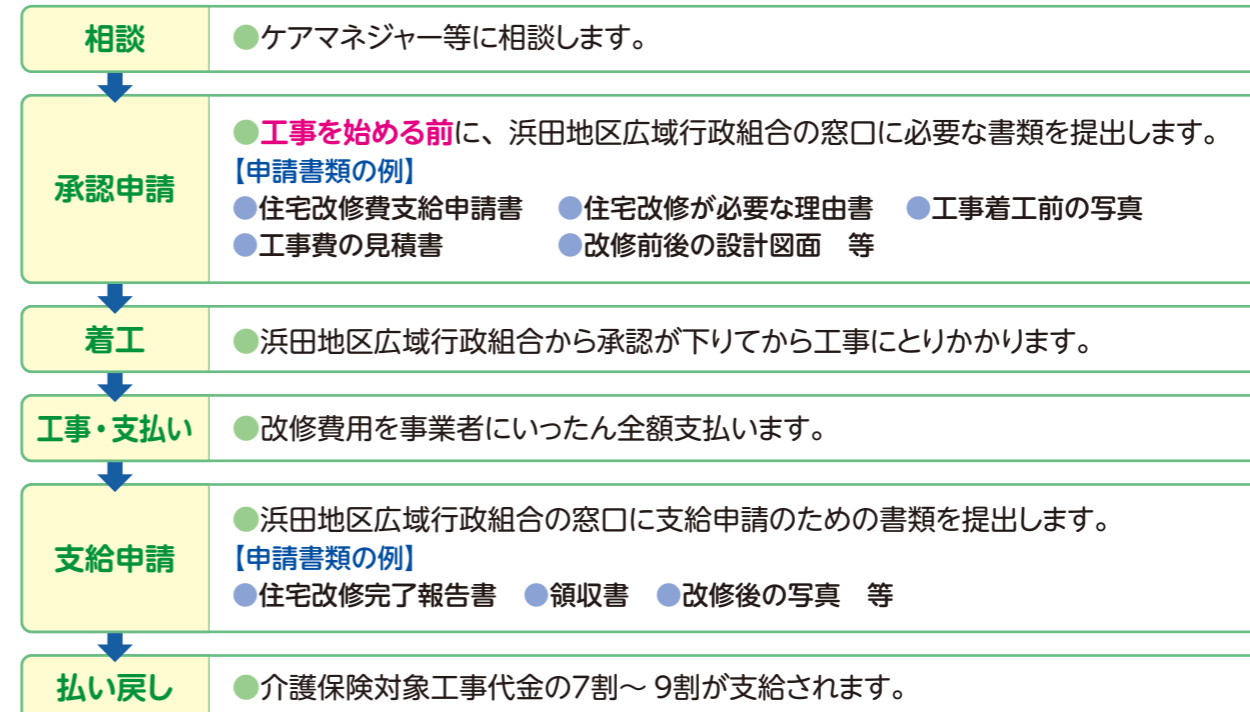 相談
●ケアマネジャー等に相談します。
承認申請
●工事を始める前に、浜田地区広域行政組合の窓口に必要な書類を提出します。
【申請書類の例】
●住宅改修費支給申請書 ●住宅改修が必要な理由書 ●工事着工前の写真
●工事費の見積書 ●改修前後の設計図面 等
着工
●浜田地区広域行政組合から承認が下りてから工事にとりかかります。
工事・支払い
●改修費用を事業者にいったん全額支払います。
支給申請
●浜田地区広域行政組合の窓口に支給申請のための書類を提出します。
【申請書類の例】
●住宅改修完了報告書 ●領収書 ●改修後の写真 等
払い戻し
●介護保険対象工事代金の7割～9割が支給されます。